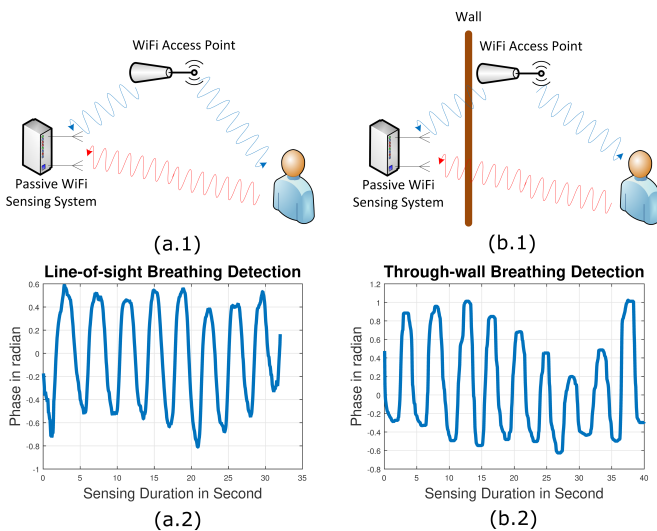 WiFi Access Point
Passive WiFi
Sensing System
(a.1)
Wall
WiFi Access Point
Passive WiFi
Sensing System
(b.1)
Line-of-sight Breathing Detection
Phase in radian
0.6
0.4
0.2
0
-0.2
-0.4
-0.6
-0.8
-1
0 5 10 15 20 25 30 35
Sensing Duration in Second
(a.2)
Through-wall Breathing Detection
Phase in radian
1.2
1
0.8
0.6
0.4
0.2
0
-0.2
-0.4
-0.6
-0.8
0 5 10 15 20 25 30 35 40
Sensing Duration in Second
(b.2)